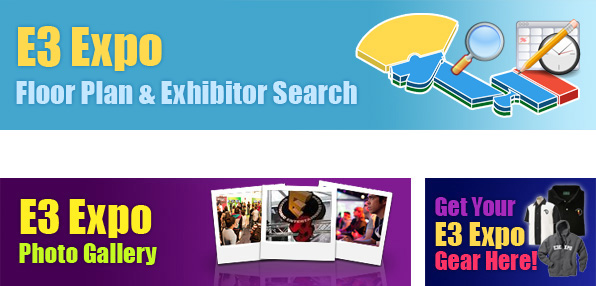 E3 Expo
Floor Plan & Exhibitor Search
E3 Expo
Photo Gallery
Get Your
E3 Expo
Gear Here!